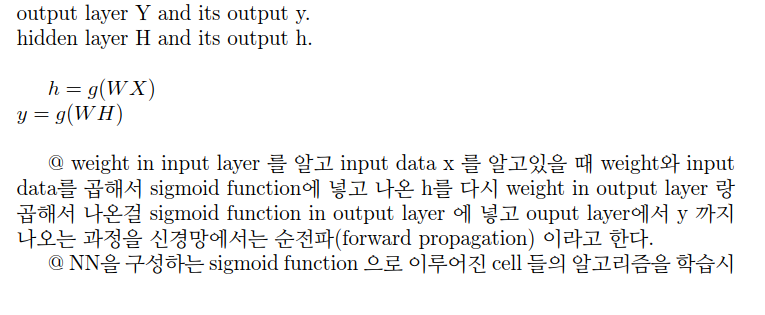 output layer Y and its output y.
hidden layer H and its output h.
h = g(WX)
y = g(WH)
@ weight in input layer 를 알고 input data x 를 알고있을 때 weight와 input
data를 곱해서 sigmoid function에 넣고 나온 h를 다시 weight in output layer 랑
곱해서 나온걸 sigmoid function in output layer 에 넣고 ouput layer에서 y 까지
나오는 과정을 신경망에서는 순전파(forward propagation) 이라고 한다.
@ NN을 구성하는 sigmoid function 으로 이루어진 cell 들의 알고리즘을 학습시